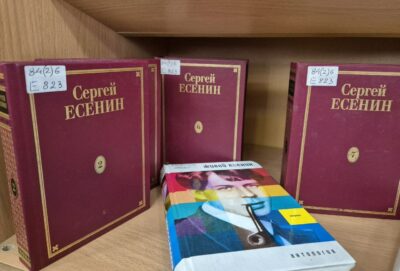 84(2)6
Е 823
Сергей
ЕСЕНИН
2
Сергей
ЕСЕНИН
6
84(2)6
Е 823
Сергей
ЕСЕНИН
7
ЖИВОЙ ЕСЕНИН
АНТОЛОГИЯ